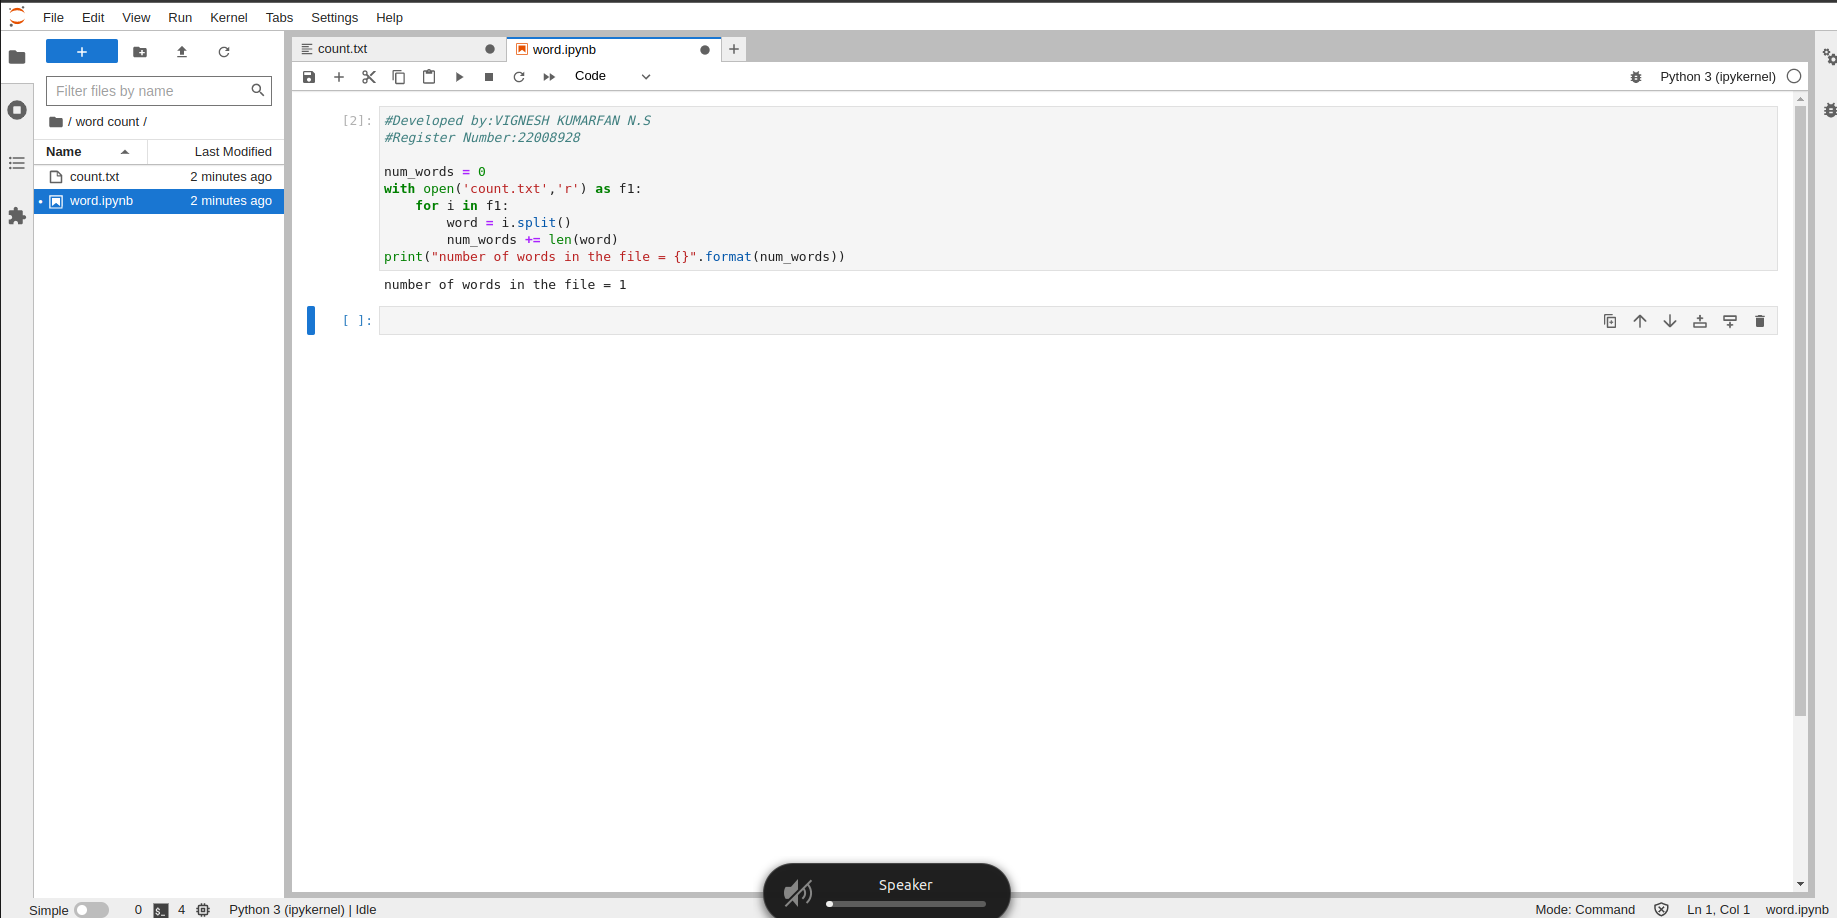 File Edit View Run Kernel Tabs Settings Help
Filter files by name
/ word count /
Name Last Modified
count.txt 2 minutes ago
word.ipynb 2 minutes ago
count.txt word.ipynb
Code Python 3 (ipykernel)
[2]: #Developed by:VIGNESH KUMARFAN N.S
#Register Number:22008928
num_words = 0
with open('count.txt','r') as f1:
    for i in f1:
        word = i.split()
        num_words += len(word)
print("number of words in the file = {}".format(num_words))
number of words in the file = 1
[ ]:
Speaker
Simple 0 $_ 4 Python 3 (ipykernel) | Idle Mode: Command Ln 1, Col 1 word.ipynb